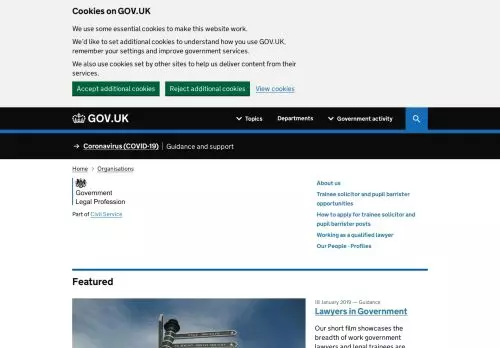 Cookies on GOV.UK
We use some essential cookies to make this website work.
We'd like to set additional cookies to understand how you use GOV.UK,
remember your settings and improve government services.
We also use cookies set by other sites to help us deliver content from their
services.
Accept additional cookies
Reject additional cookies
View cookies
GOV.UK
Topics
Departments
Government activity
→ Coronavirus (COVID-19)
Guidance and support
Home > Organisations
Government
Legal Profession
Part of Civil Service
About us
Trainee solicitor and pupil barrister
opportunities
How to apply for trainee solicitor and
pupil barrister posts
Working as a qualified lawyer
Our People - Profiles
Featured
18 January 2019 — Guidance
Lawyers in Government
Our short film showcases
the breadth of work government
lawyers and legal trainees are